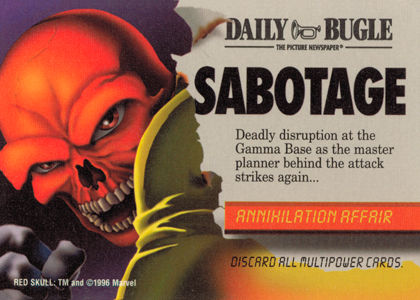 DAILY BUGLE
THE PICTURE NEWSPAPER®
SABOTAGE
Deadly disruption at the
Gamma Base as the master
planner behind the attack
strikes again...
ANNIHILATION AFFAIR
DISCARD ALL MULTIPOWER CARDS.
RED SKULL: TM and ©1996 Marvel